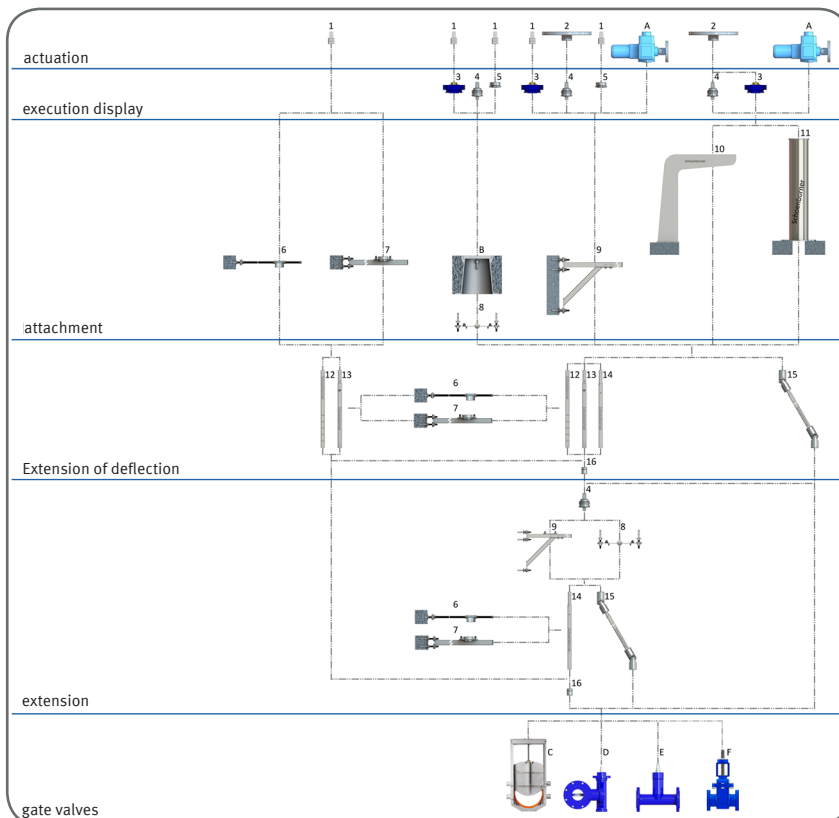 1 1 1 1 2 1 A 2 A
actuation
3 4 5 3 4 5 4 3
execution display
10 11
Schoenborner
6 7 B 9
8
attachment
12 13 6 12 13 14 15
7
16
Extension of deflection
4
9 8
14 15
6
7
16
extension
C D E F
gate valves